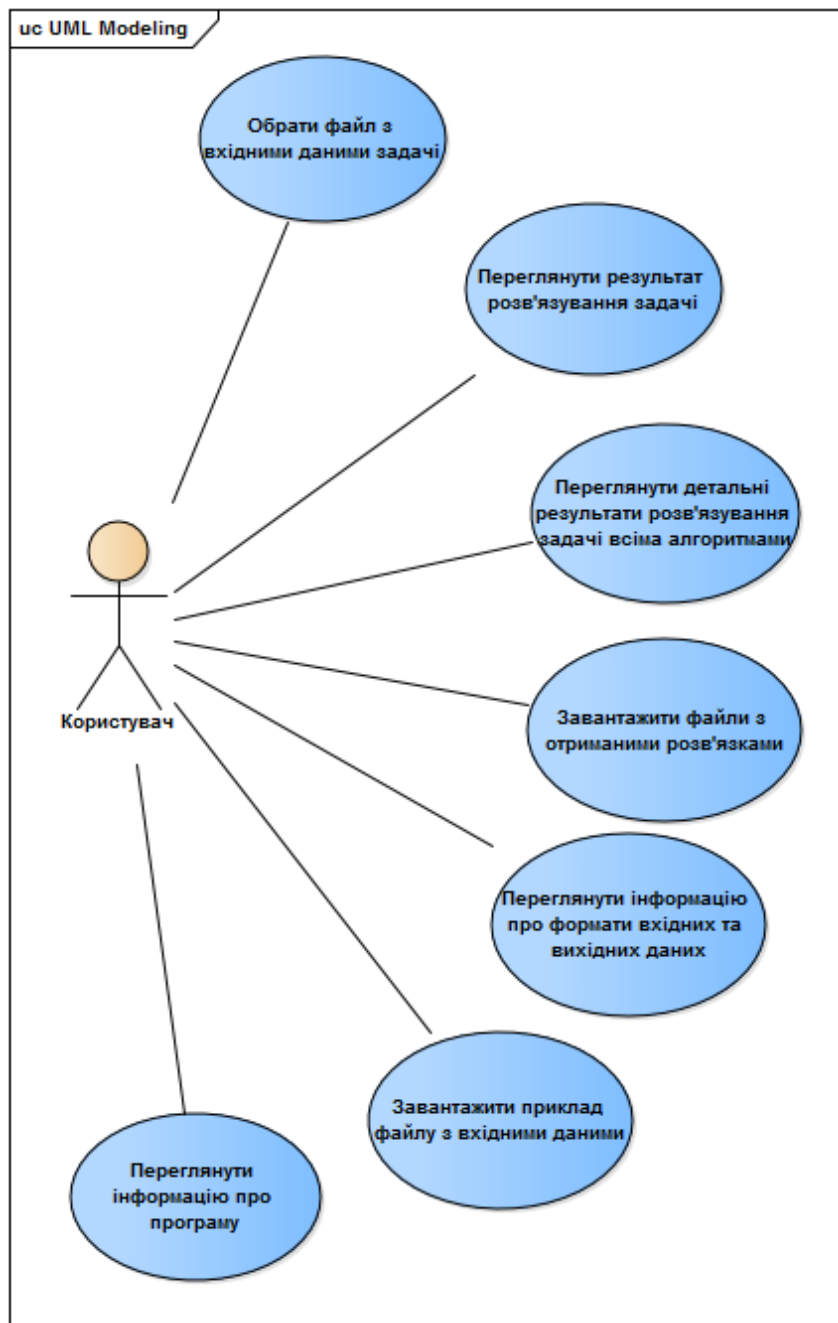 uc UML Modeling
Обрати файл з
вхідними даними задачі
Переглянути результат
розв'язування задачі
Переглянути детальні
результати розв'язування
задачі всіма алгоритмами
Користувач
Завантажити файли з
отриманими розв'язками
Переглянути інформацію
про формати вхідних та
вихідних даних
Завантажити приклад
файлу з вхідними даними
Переглянути
інформацію про
програму